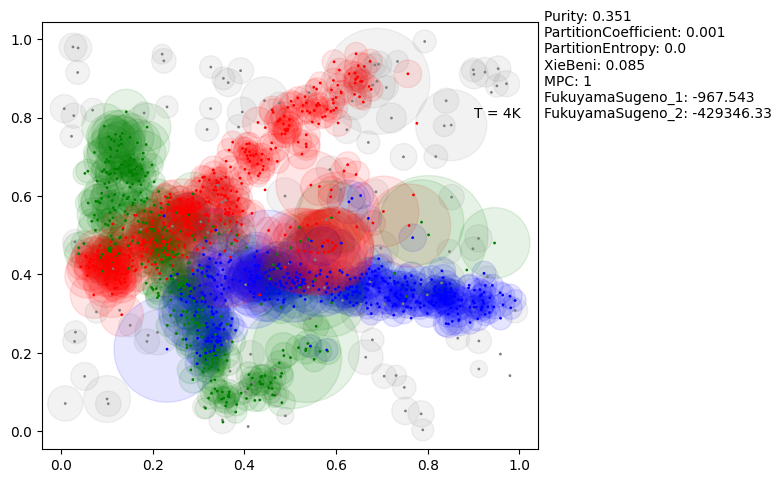 Purity: 0.351
PartitionCoefficient: 0.001
PartitionEntropy: 0.0
XieBeni: 0.085
MPC: 1
FukuyamaSugeno_1: -967.543
FukuyamaSugeno_2: -429346.33
T = 4K
1.0
0.8
0.6
0.4
0.2
0.0
0.0 0.2 0.4 0.6 0.8 1.0